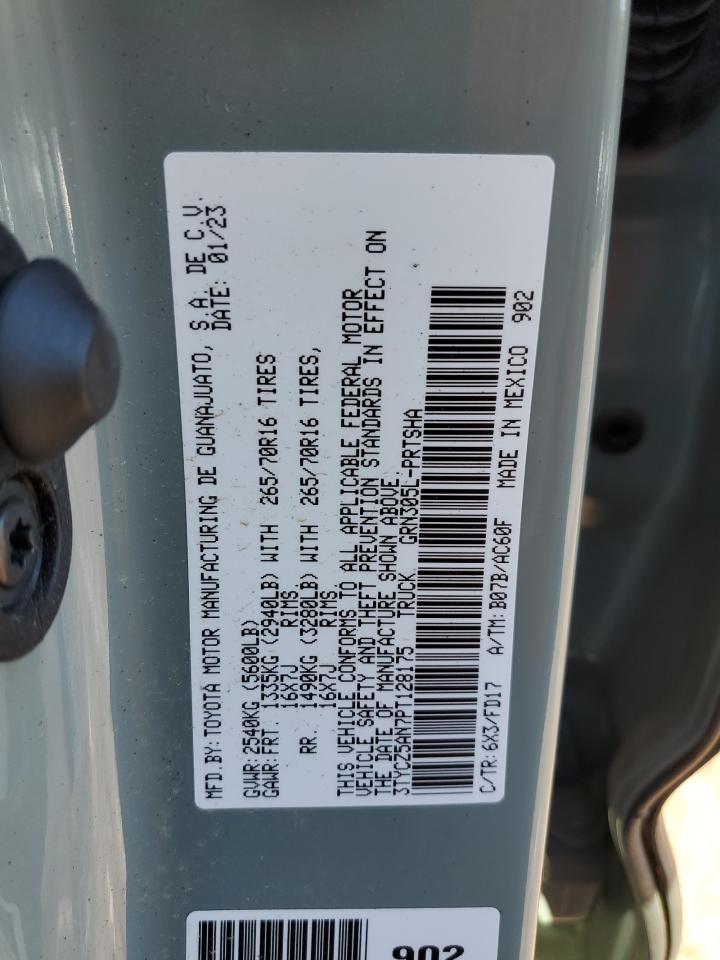 MFD.BY: TOYOTA MOTOR MANUFACTURING DE GUANAJUATO, S.A. DE C.V.
DATE: 01/23
GVWR: 2540KG (5600LB)
GAWR: FRT. 1335KG (2940LB) WITH 265/70R16 TIRES
16X7J RIMS
RR. 1490KG (3280LB) WITH 265/70R16 TIRES,
16X7J RIMS
THIS VEHICLE CONFORMS TO ALL APPLICABLE FEDERAL MOTOR
VEHICLE SAFETY AND THEFT PREVENTION STANDARDS IN EFFECT ON
THE DATE OF MANUFACTURE SHOWN ABOVE.
3TYCZ5AN7PT128175 TRUCK GRN305L-PRTSHA
C/TR: 6X3/FD17 A/TM: B07B/AC60F MADE IN MEXICO 902
902